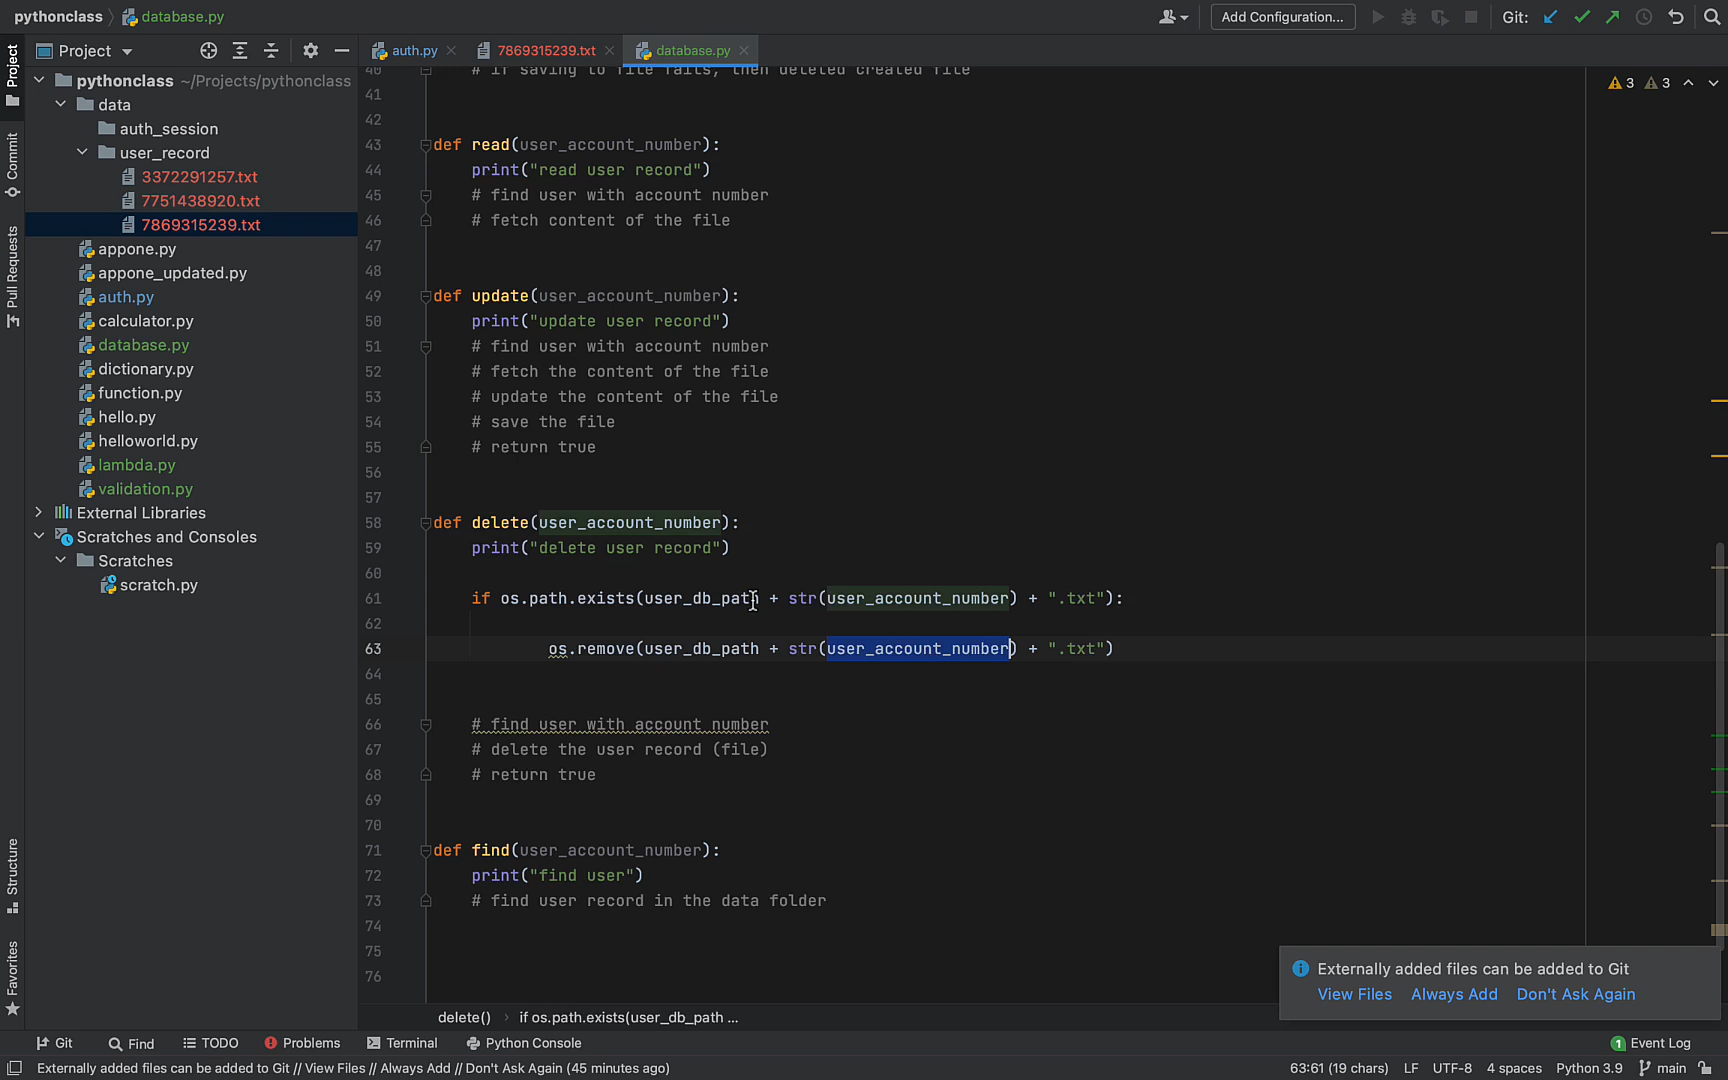 pythonclass database.py Add Configuration... Git:
Project auth.py 7869315239.txt database.py
Project
Commit
Pull Requests
Structure
Favorites
pythonclass ~/Projects/pythonclass
data
auth_session
user_record
3372291257.txt
7751438920.txt
7869315239.txt
appone.py
appone_updated.py
auth.py
calculator.py
database.py
dictionary.py
function.py
hello.py
helloworld.py
lambda.py
validation.py
External Libraries
Scratches and Consoles
Scratches
scratch.py
3 3
40 # if saving to file fails, then deleted created file
41
42
43 def read(user_account_number):
44 print("read user record")
45 # find user with account number
46 # fetch content of the file
47
48
49 def update(user_account_number):
50 print("update user record")
51 # find user with account number
52 # fetch the content of the file
53 # update the content of the file
54 # save the file
55 # return true
56
57
58 def delete(user_account_number):
59 print("delete user record")
60
61 if os.path.exists(user_db_path + str(user_account_number) + ".txt"):
62
63 os.remove(user_db_path + str(user_account_number) + ".txt")
64
65
66 # find user with account number
67 # delete the user record (file)
68 # return true
69
70
71 def find(user_account_number):
72 print("find user")
73 # find user record in the data folder
74
75
76
Externally added files can be added to Git
View Files Always Add Don't Ask Again
delete() if os.path.exists(user_db_path ...
Git Find TODO Problems Terminal Python Console 1 Event Log
Externally added files can be added to Git // View Files // Always Add // Don't Ask Again (45 minutes ago) 63:61 (19 chars) LF UTF-8 4 spaces Python 3.9 main